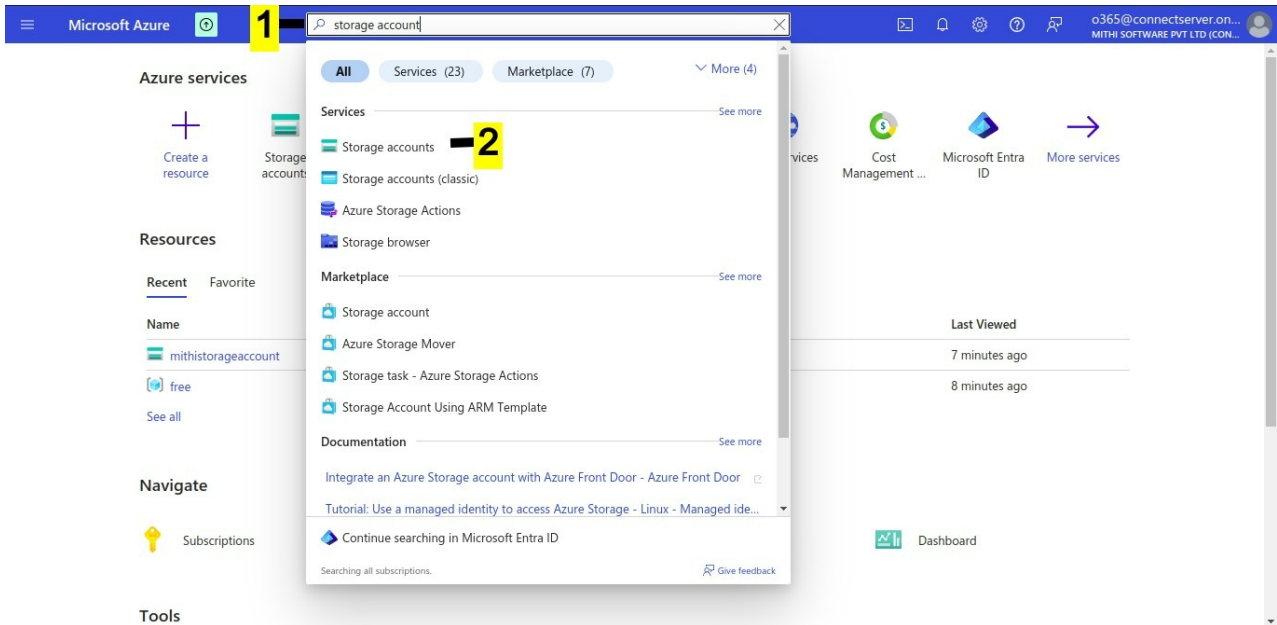 Microsoft Azure
1
storage account
o365@connectserver.on...
MITHI SOFTWARE PVT LTD (CON...
Azure services
Create a
resource
Storage
accounts
All
Services (23)
Marketplace (7)
More (4)
Services
See more
Storage accounts
2
Storage accounts (classic)
Azure Storage Actions
Storage browser
Marketplace
See more
Storage account
Azure Storage Mover
Storage task - Azure Storage Actions
Storage Account Using ARM Template
Documentation
See more
Integrate an Azure Storage account with Azure Front Door - Azure Front Door
Tutorial: Use a managed identity to access Azure Storage - Linux - Managed ide...
Continue searching in Microsoft Entra ID
Searching all subscriptions.
Give feedback
rvices
Cost
Management ...
Microsoft Entra
ID
More services
Resources
Recent
Favorite
Name
Last Viewed
mithistorageaccount
7 minutes ago
free
8 minutes ago
See all
Navigate
Subscriptions
Dashboard
Tools